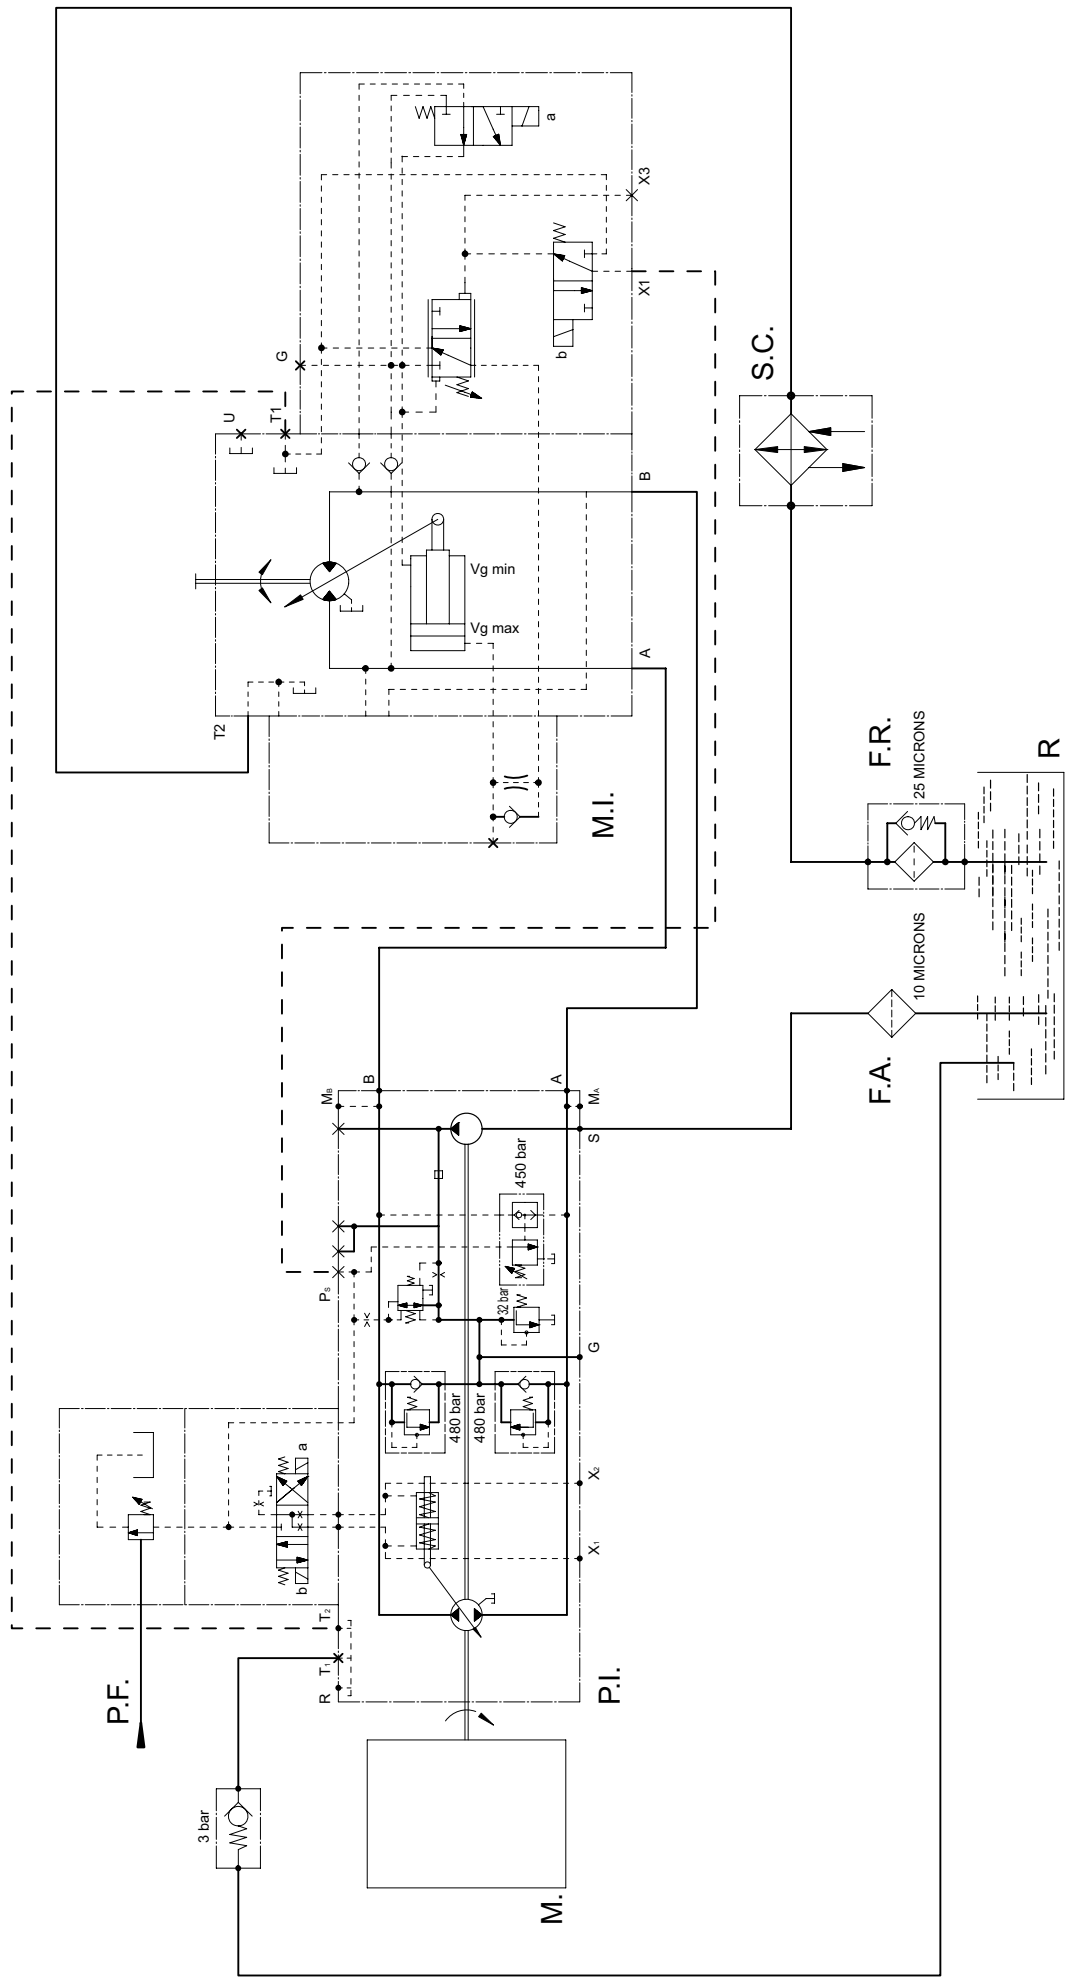 P.F.
3 bar
M.
P.I.
R
T1
T2
b
a
PS
MB
B
A
MA
S
G
X2
X1
480 bar
480 bar
32 bar
450 bar
M.I.
T2
U
T1
G
Vg min
Vg max
A
B
b
a
X1
X3
S.C.
F.R.
25 MICRONS
F.A.
10 MICRONS
R